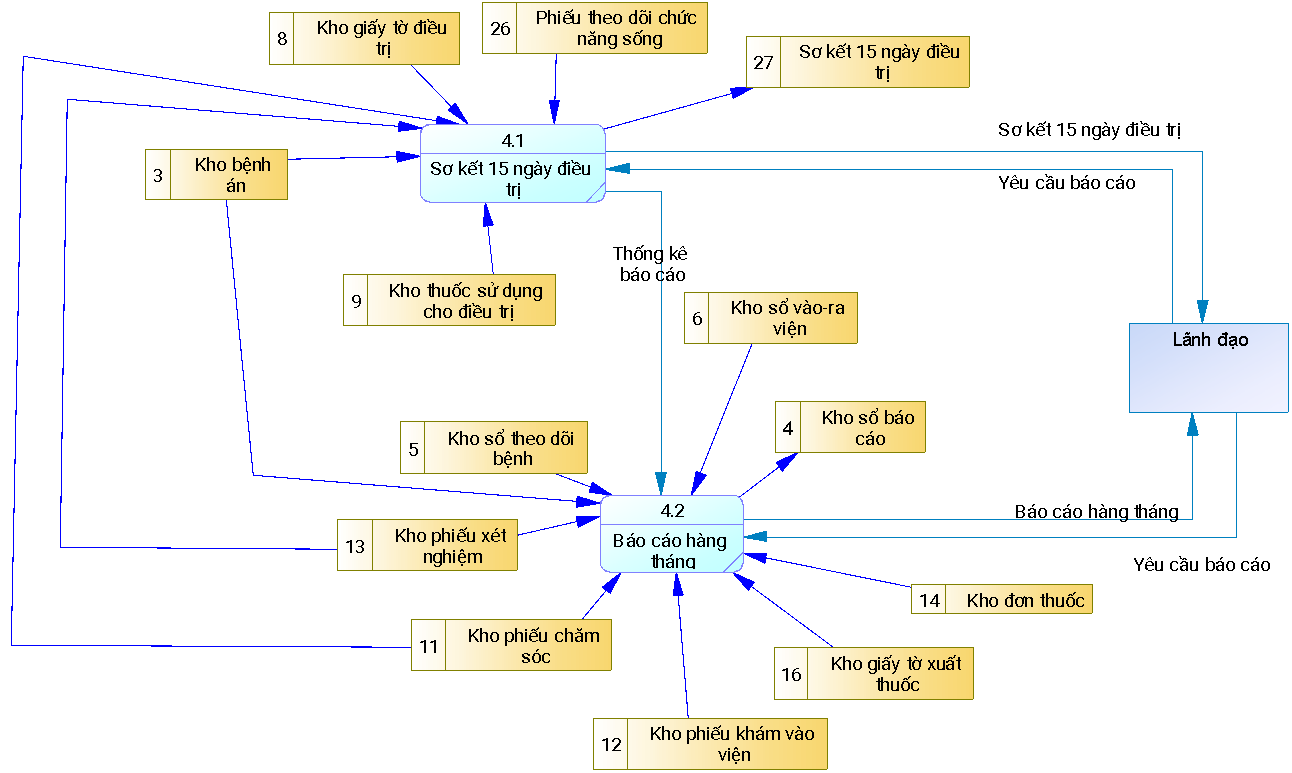 8
Kho giấy tờ điều
trị
26
Phiếu theo dõi chức
năng sống
27
Sơ kết 15 ngày điều
trị
4.1
Sơ kết 15 ngày điều
trị
Sơ kết 15 ngày điều trị
Yêu cầu báo cáo
3
Kho bệnh
án
Thống kê
báo cáo
9
Kho thuốc sử dụng
cho điều trị
6
Kho sổ vào-ra
viện
Lãnh đạo
4
Kho sổ báo
cáo
5
Kho sổ theo dõi
bệnh
4.2
Báo cáo hàng
tháng
Báo cáo hàng tháng
Yêu cầu báo cáo
13
Kho phiếu xét
nghiệm
14
Kho đơn thuốc
11
Kho phiếu chăm
sóc
16
Kho giấy tờ xuất
thuốc
12
Kho phiếu khám vào
viện